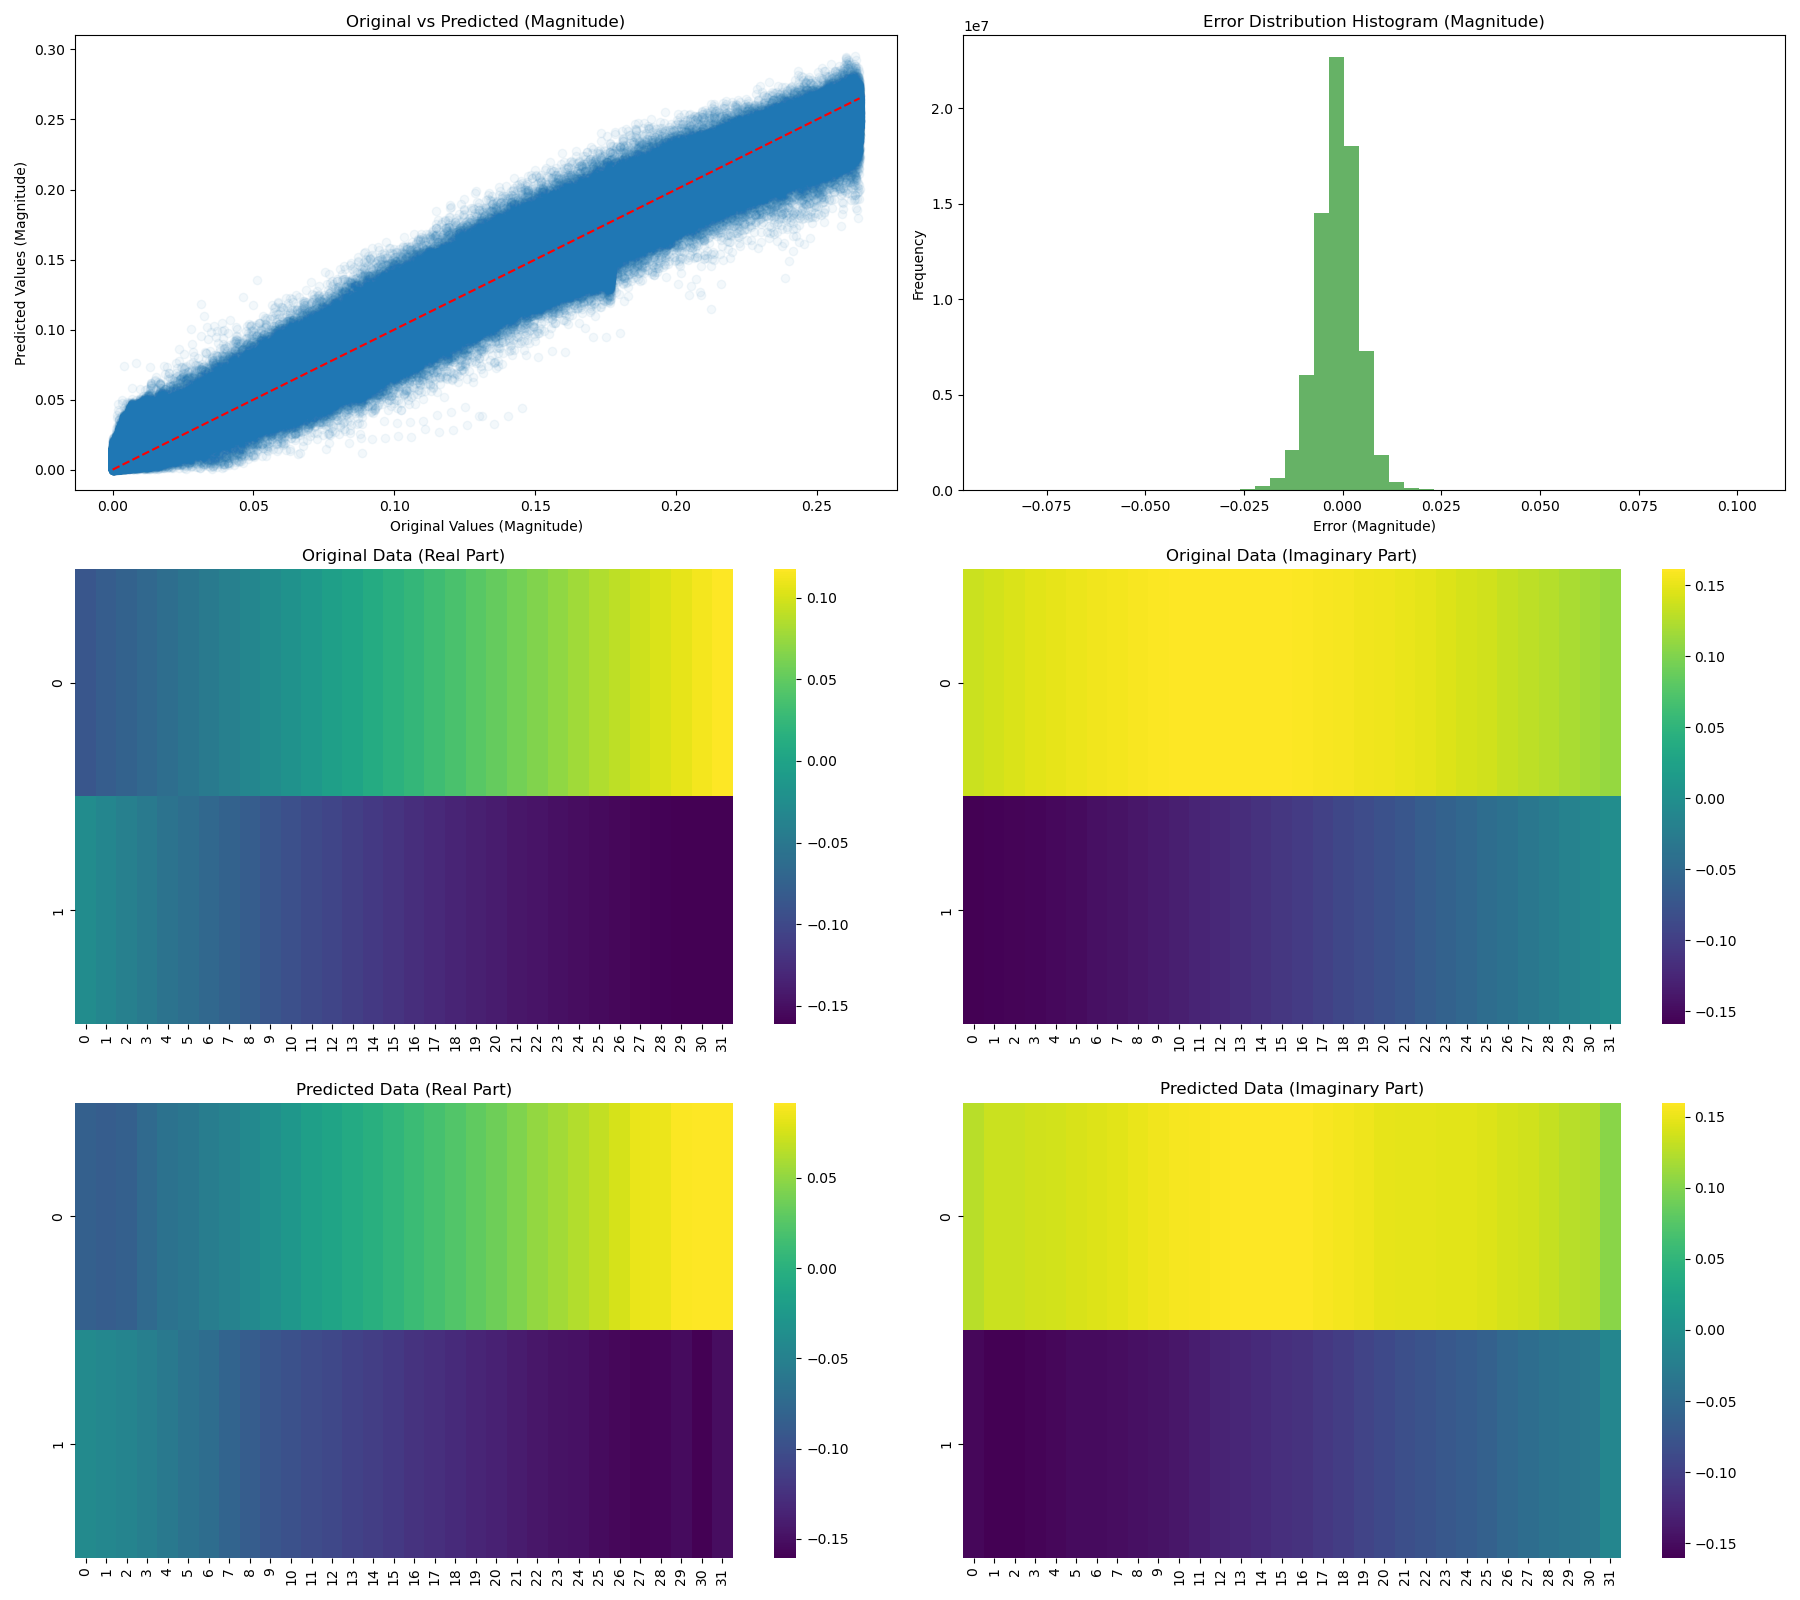 Original vs Predicted (Magnitude)
Predicted Values (Magnitude)
0.30
0.25
0.20
0.15
0.10
0.05
0.00
0.00 0.05 0.10 0.15 0.20 0.25
Original Values (Magnitude)
Error Distribution Histogram (Magnitude)
1e7
Frequency
2.0
1.5
1.0
0.5
0.0
−0.075 −0.050 −0.025 0.000 0.025 0.050 0.075 0.100
Error (Magnitude)
Original Data (Real Part)
0
1
0 1 2 3 4 5 6 7 8 9 10 11 12 13 14 15 16 17 18 19 20 21 22 23 24 25 26 27 28 29 30 31
0.10
0.05
0.00
−0.05
−0.10
−0.15
Original Data (Imaginary Part)
0
1
0 1 2 3 4 5 6 7 8 9 10 11 12 13 14 15 16 17 18 19 20 21 22 23 24 25 26 27 28 29 30 31
0.15
0.10
0.05
0.00
−0.05
−0.10
−0.15
Predicted Data (Real Part)
0
1
0 1 2 3 4 5 6 7 8 9 10 11 12 13 14 15 16 17 18 19 20 21 22 23 24 25 26 27 28 29 30 31
0.05
0.00
−0.05
−0.10
−0.15
Predicted Data (Imaginary Part)
0
1
0 1 2 3 4 5 6 7 8 9 10 11 12 13 14 15 16 17 18 19 20 21 22 23 24 25 26 27 28 29 30 31
0.15
0.10
0.05
0.00
−0.05
−0.10
−0.15